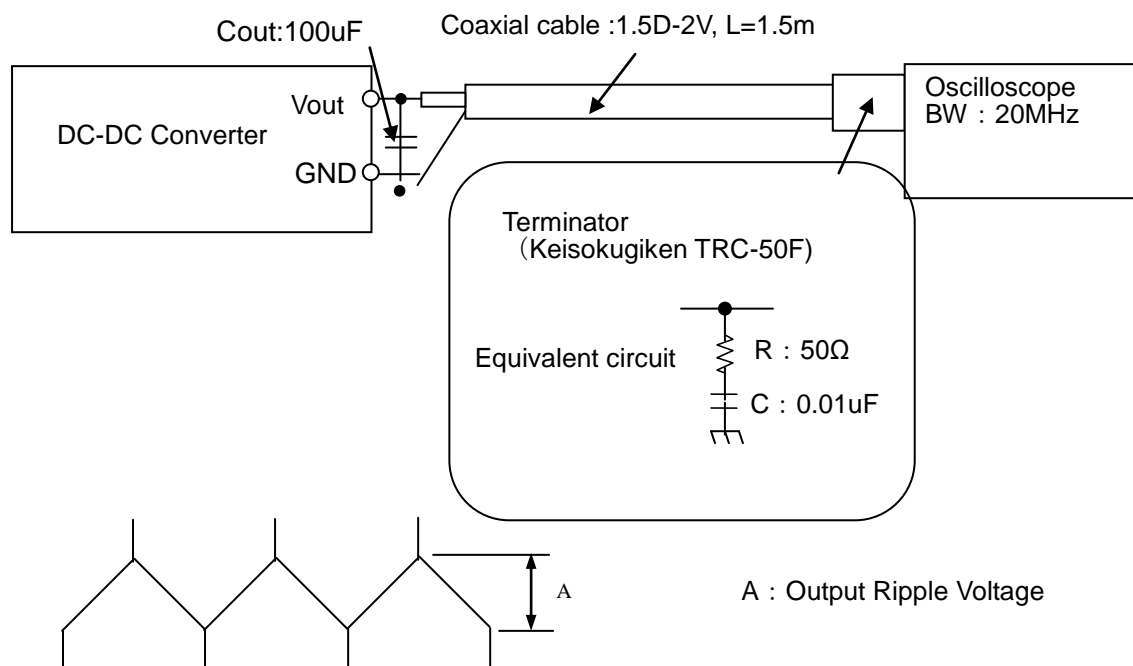 Cout:100uF
Coaxial cable :1.5D-2V, L=1.5m
DC-DC Converter
Vout
GND
Oscilloscope
BW：20MHz
Terminator
（Keisokugiken TRC-50F)
Equivalent circuit
R：50Ω
C：0.01uF
A
A：Output Ripple Voltage